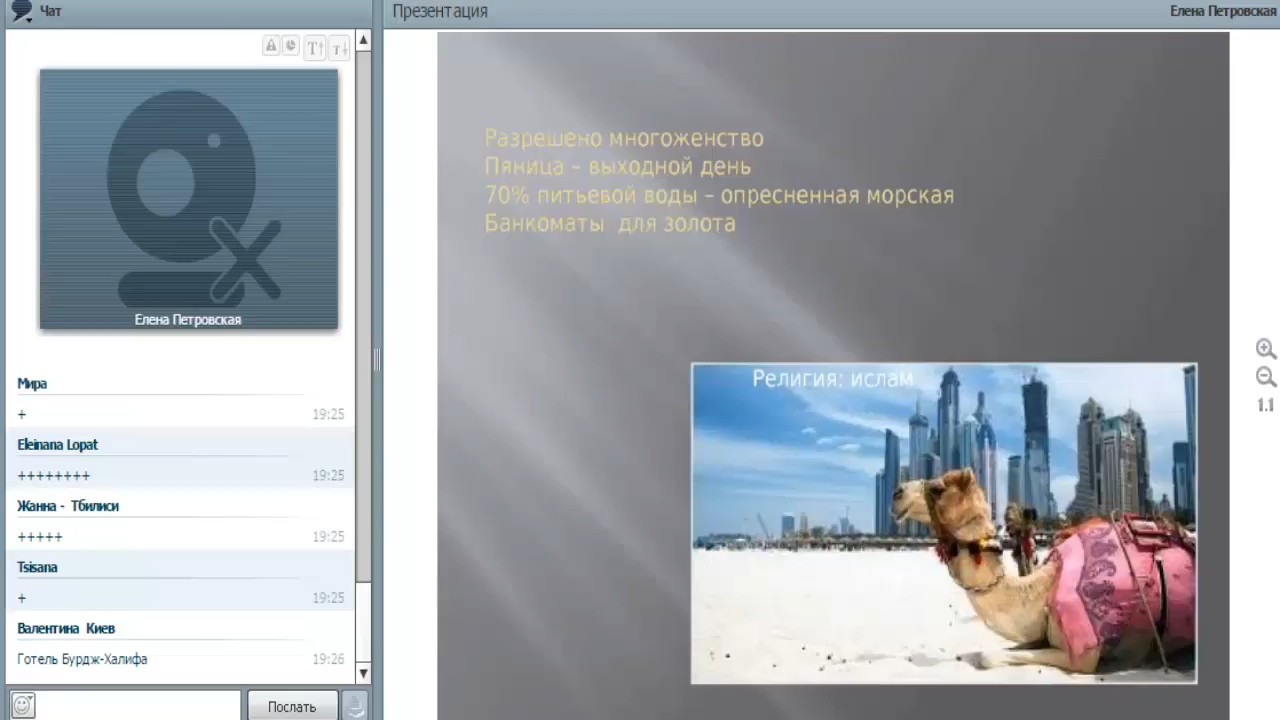 Чат
Презентация
Елена Петровская
Елена Петровская
Мира
+ 19:25
Eleinana Lopat
++++++++ 19:25
Жанна - Тбилиси
+++++ 19:25
Tsisana
+ 19:25
Валентина Киев
Готель Бурдж-Халифа 19:26
Послать
Разрешено многоженство
Пяница – выходной день
70% питьевой воды – опресненная морская
Банкоматы для золота
Религия: ислам
1.1